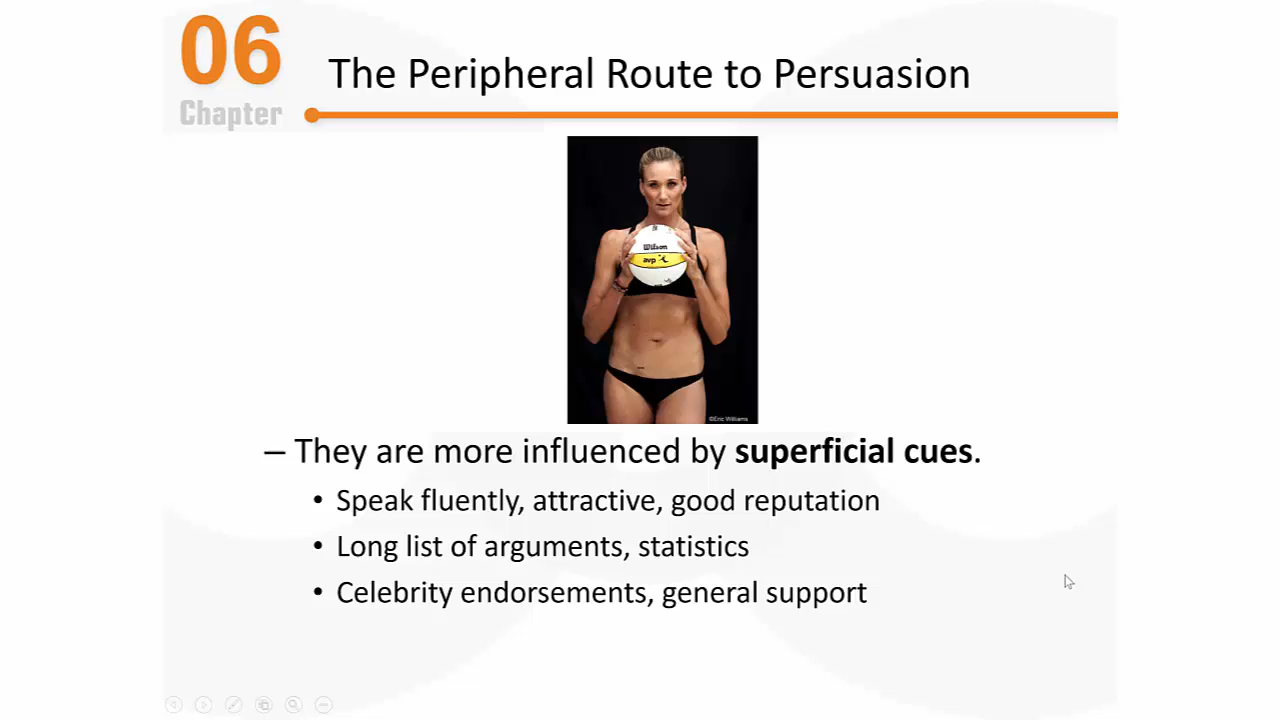 06
Chapter
The Peripheral Route to Persuasion
Wilson
avp
©Eric Williams
– They are more influenced by superficial cues.
• Speak fluently, attractive, good reputation
• Long list of arguments, statistics
• Celebrity endorsements, general support